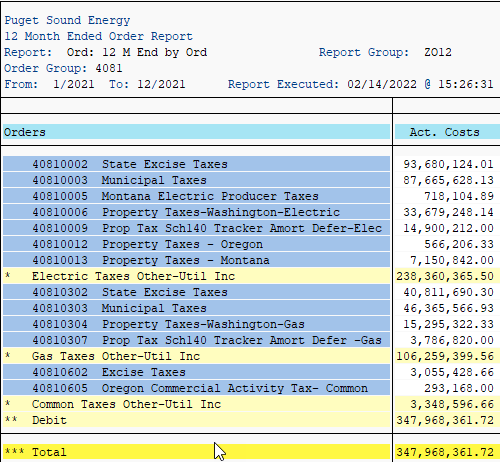 Puget Sound Energy
12 Month Ended Order Report
Report: Ord: 12 M End by Ord Report Group: ZO12
Order Group: 4081
From: 1/2021 To: 12/2021 Report Executed: 02/14/2022 @ 15:26:31
Orders Act. Costs
40810002 State Excise Taxes 93,680,124.01
40810003 Municipal Taxes 87,665,628.13
40810005 Montana Electric Producer Taxes 718,104.89
40810006 Property Taxes-Washington-Electric 33,679,248.14
40810009 Prop Tax Sch140 Tracker Amort Defer-Elec 14,900,212.00
40810012 Property Taxes - Oregon 566,206.33
40810013 Property Taxes - Montana 7,150,842.00
* Electric Taxes Other-Util Inc 238,360,365.50
40810302 State Excise Taxes 40,811,690.30
40810303 Municipal Taxes 46,365,566.93
40810304 Property Taxes-Washington-Gas 15,295,322.33
40810307 Prop Tax Sch140 Tracker Amort Defer -Gas 3,786,820.00
* Gas Taxes Other-Util Inc 106,259,399.56
40810602 Excise Taxes 3,055,428.66
40810605 Oregon Commercial Activity Tax- Common 293,168.00
* Common Taxes Other-Util Inc 3,348,596.66
** Debit 347,968,361.72
*** Total 347,968,361.72